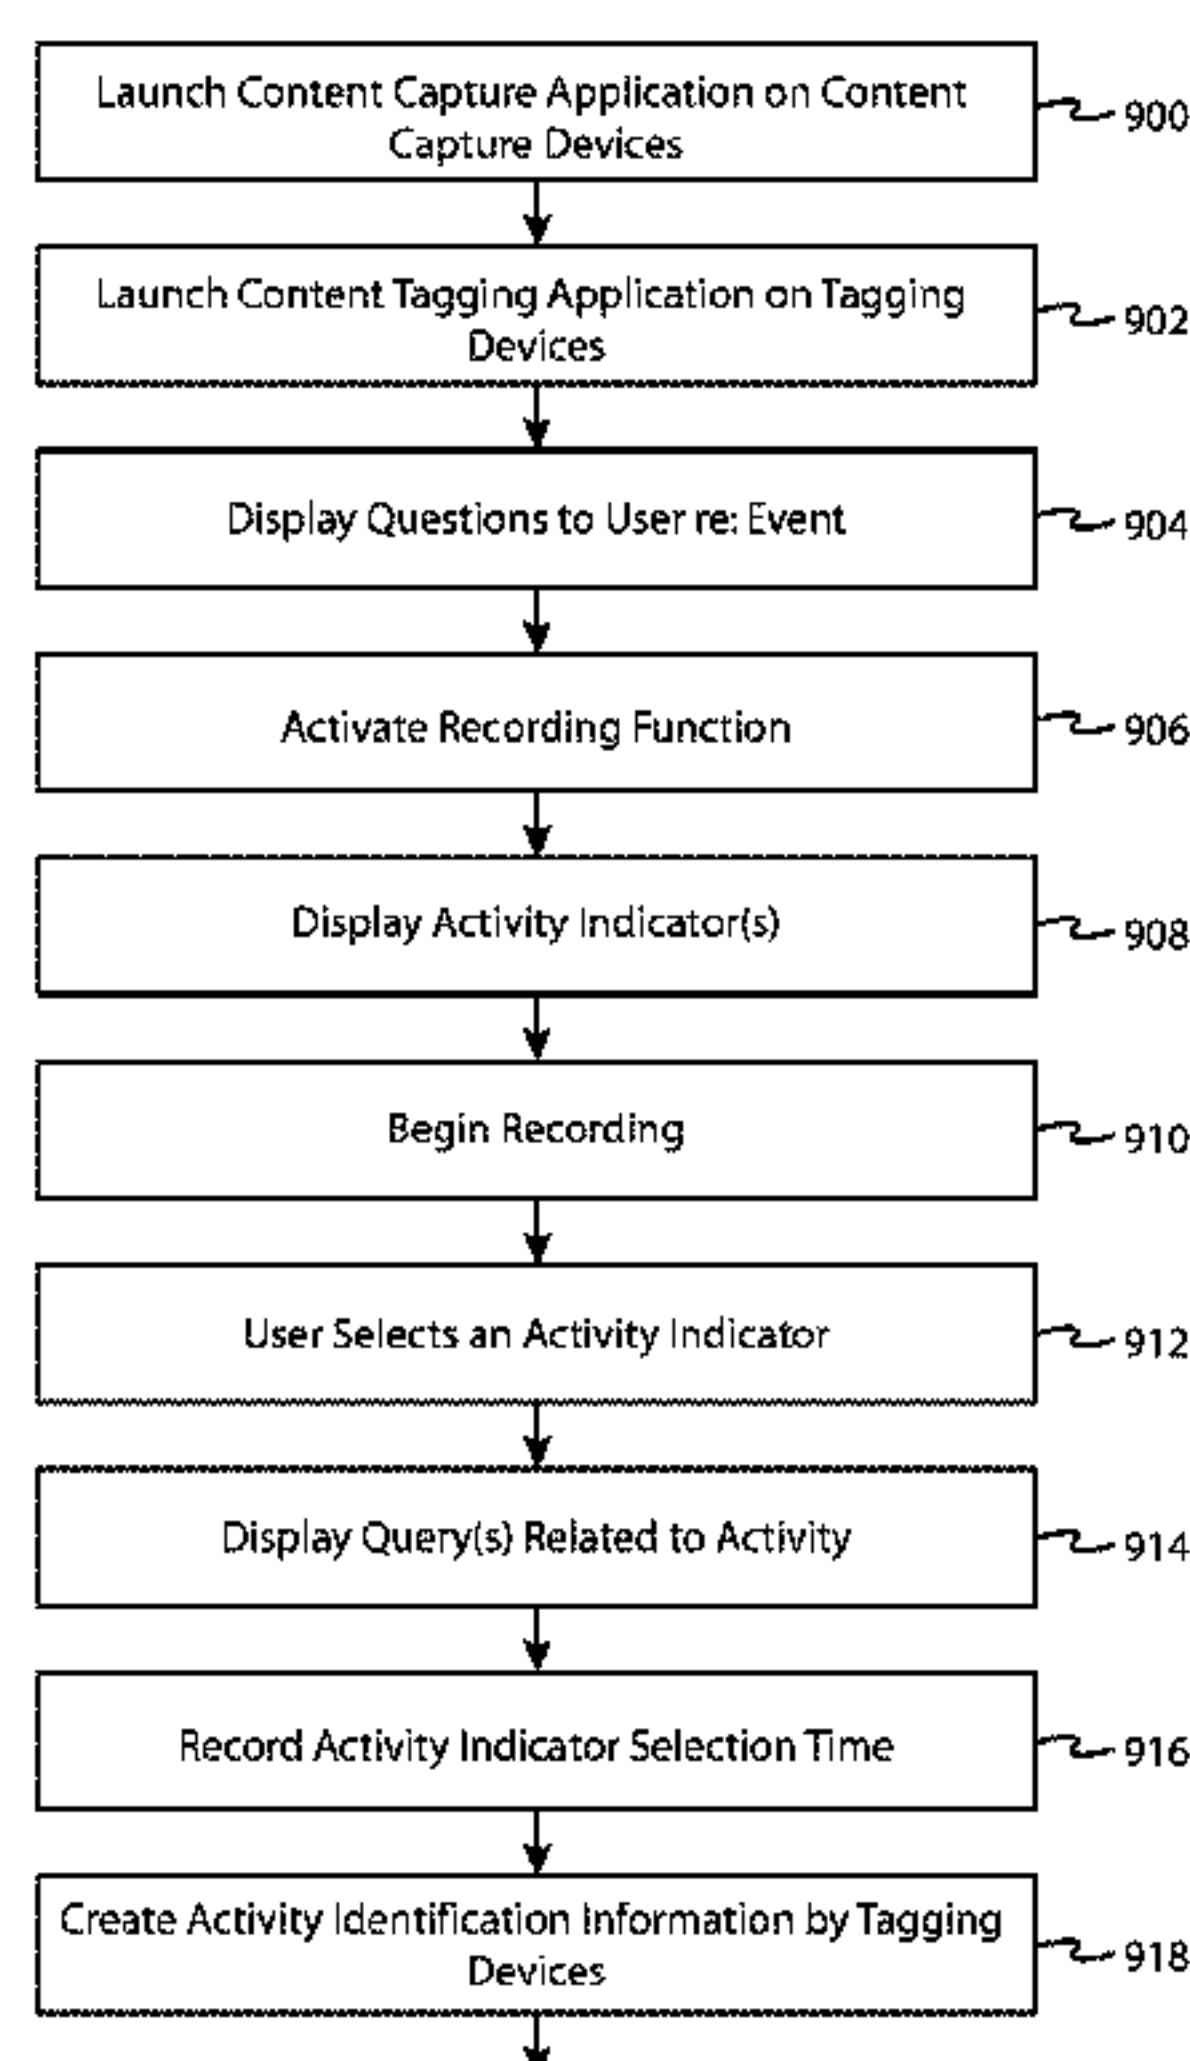 Launch Content Capture Application on Content
Capture Devices
900
Launch Content Tagging Application on Tagging
Devices
902
Display Questions to User re: Event
904
Activate Recording Function
906
Display Activity Indicator(s)
908
Begin Recording
910
User Selects an Activity Indicator
912
Display Query(s) Related to Activity
914
Record Activity Indicator Selection Time
916
Create Activity Identification Information by Tagging
Devices
918